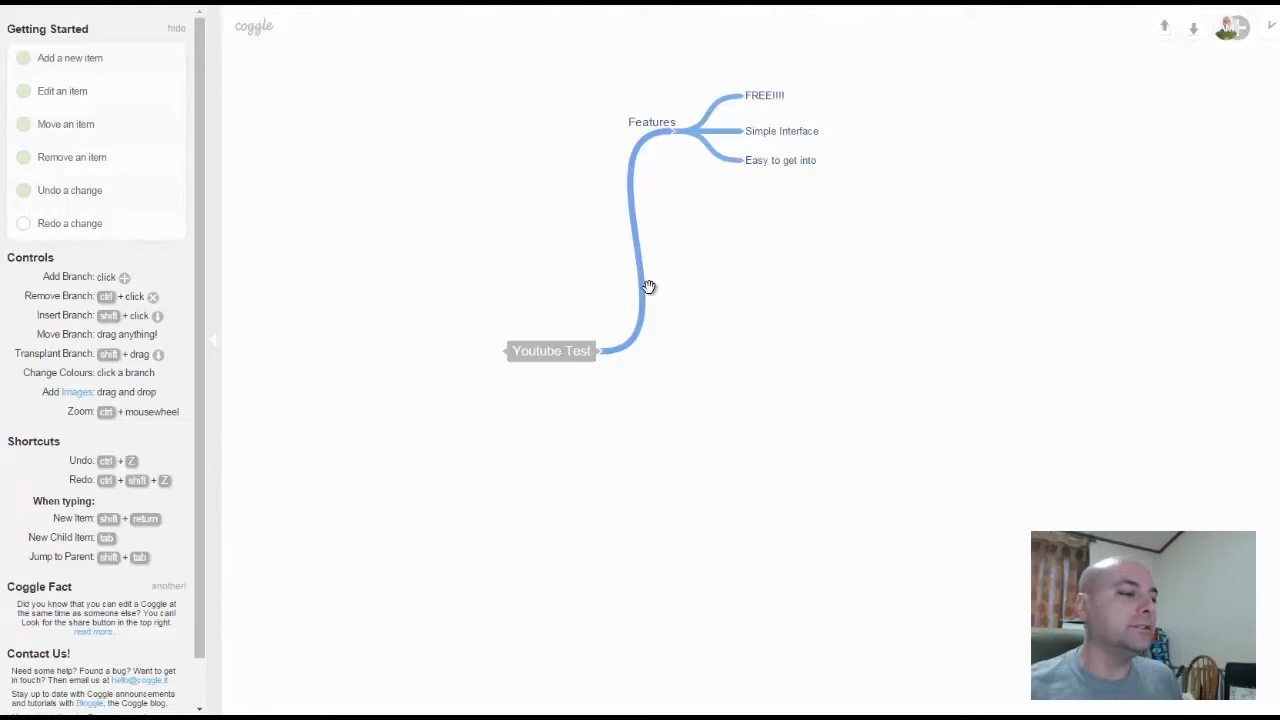 Getting Started
hide
Add a new item
Edit an item
Move an item
Remove an item
Undo a change
Redo a change
Controls
Add Branch: click
Remove Branch: ctrl + click
Insert Branch: shift + click
Move Branch: drag anything!
Transplant Branch: shift + drag
Change Colours: click a branch
Add Images: drag and drop
Zoom: ctrl + mousewheel
Shortcuts
Undo: ctrl + Z
Redo: ctrl + shift + Z
When typing:
New Item: shift + return
New Child Item: tab
Jump to Parent: shift + tab
Coggle Fact
another!
Did you know that you can edit a Coggle at
the same time as someone else? You can!
Look for the share button in the top right.
read more...
Contact Us!
Need some help? Found a bug? Want to get
in touch? Then email us at hello@coggle.it
Stay up to date with Coggle announcements
and tutorials with Bloggle, the Coggle blog.
coggle
Features
FREE!!!!
Simple Interface
Easy to get into
Youtube Test